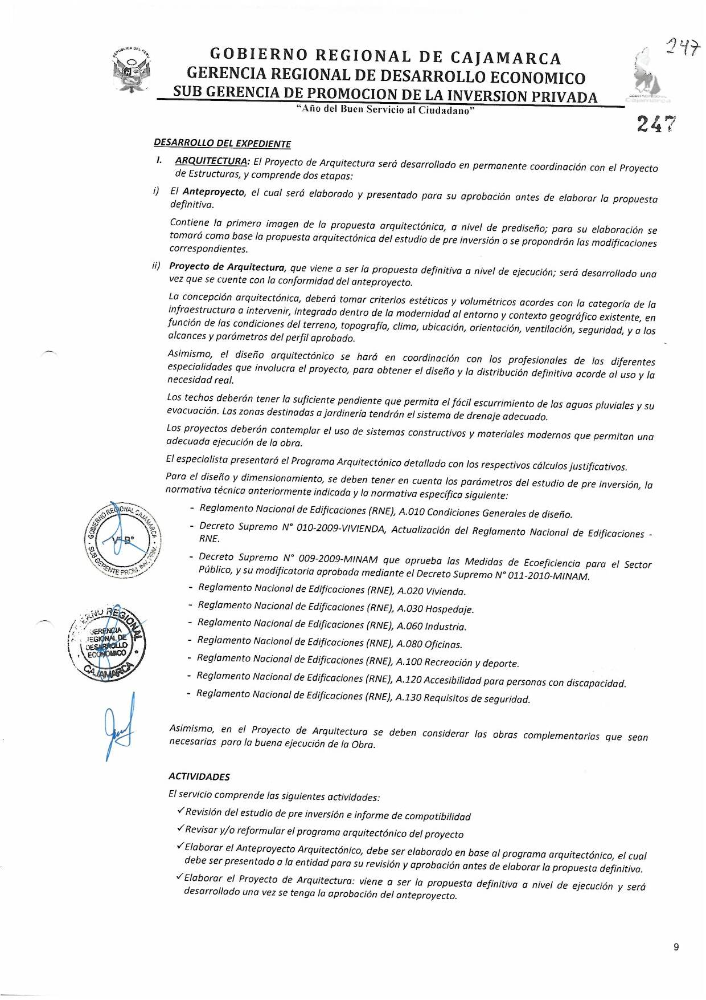 247
REPUBLICA DEL PERU
GOBIERNO REGIONAL DE CAJAMARCA
GERENCIA REGIONAL DE DESARROLLO ECONOMICO
SUB GERENCIA DE PROMOCION DE LA INVERSION PRIVADA
“Año del Buen Servicio al Ciudadano”
Cajamarca
247
DESARROLLO DEL EXPEDIENTE
I. ARQUITECTURA: El Proyecto de Arquitectura será desarrollado en permanente coordinación con el Proyecto
de Estructuras, y comprende dos etapas:
i) El Anteproyecto, el cual será elaborado y presentado para su aprobación antes de elaborar la propuesta
definitiva.
Contiene la primera imagen de la propuesta arquitectónica, a nivel de prediseño; para su elaboración se
tomará como base la propuesta arquitectónica del estudio de pre inversión o se propondrán las modificaciones
correspondientes.
ii) Proyecto de Arquitectura, que viene a ser la propuesta definitiva a nivel de ejecución; será desarrollado una
vez que se cuente con la conformidad del anteproyecto.
La concepción arquitectónica, deberá tomar criterios estéticos y volumétricos acordes con la categoría de la
infraestructura a intervenir, integrado dentro de la modernidad al entorno y contexto geográfico existente, en
función de las condiciones del terreno, topografía, clima, ubicación, orientación, ventilación, seguridad, y a los
alcances y parámetros del perfil aprobado.
Asimismo, el diseño arquitectónico se hará en coordinación con los profesionales de las diferentes
especialidades que involucra el proyecto, para obtener el diseño y la distribución definitiva acorde al uso y la
necesidad real.
Los techos deberán tener la suficiente pendiente que permita el fácil escurrimiento de las aguas pluviales y su
evacuación. Las zonas destinadas a jardinería tendrán el sistema de drenaje adecuado.
Los proyectos deberán contemplar el uso de sistemas constructivos y materiales modernos que permitan una
adecuada ejecución de la obra.
El especialista presentará el Programa Arquitectónico detallado con los respectivos cálculos justificativos.
Para el diseño y dimensionamiento, se deben tener en cuenta los parámetros del estudio de pre inversión, la
normativa técnica anteriormente indicada y la normativa específica siguiente:
- Reglamento Nacional de Edificaciones (RNE), A.010 Condiciones Generales de diseño.
- Decreto Supremo N° 010-2009-VIVIENDA, Actualización del Reglamento Nacional de Edificaciones -
RNE.
- Decreto Supremo N° 009-2009-MINAM que aprueba las Medidas de Ecoeficiencia para el Sector
Público, y su modificatoria aprobada mediante el Decreto Supremo N° 011-2010-MINAM.
- Reglamento Nacional de Edificaciones (RNE), A.020 Vivienda.
- Reglamento Nacional de Edificaciones (RNE), A.030 Hospedaje.
- Reglamento Nacional de Edificaciones (RNE), A.060 Industria.
- Reglamento Nacional de Edificaciones (RNE), A.080 Oficinas.
- Reglamento Nacional de Edificaciones (RNE), A.100 Recreación y deporte.
- Reglamento Nacional de Edificaciones (RNE), A.120 Accesibilidad para personas con discapacidad.
- Reglamento Nacional de Edificaciones (RNE), A.130 Requisitos de seguridad.
GOBIERNO REGIONAL CAJAMARCA
V°B°
SUB GERENTE PROM. INV. PRIV.
REGIONAL
GERENCIA
REGIONAL DE
DESARROLLO
ECONOMICO
CAJAMARCA
Asimismo, en el Proyecto de Arquitectura se deben considerar las obras complementarias que sean
necesarias para la buena ejecución de la Obra.
ACTIVIDADES
El servicio comprende las siguientes actividades:
✓Revisión del estudio de pre inversión e informe de compatibilidad
✓Revisar y/o reformular el programa arquitectónico del proyecto
✓Elaborar el Anteproyecto Arquitectónico, debe ser elaborado en base al programa arquitectónico, el cual
debe ser presentado a la entidad para su revisión y aprobación antes de elaborar la propuesta definitiva.
✓Elaborar el Proyecto de Arquitectura: viene a ser la propuesta definitiva a nivel de ejecución y será
desarrollado una vez se tenga la aprobación del anteproyecto.
9